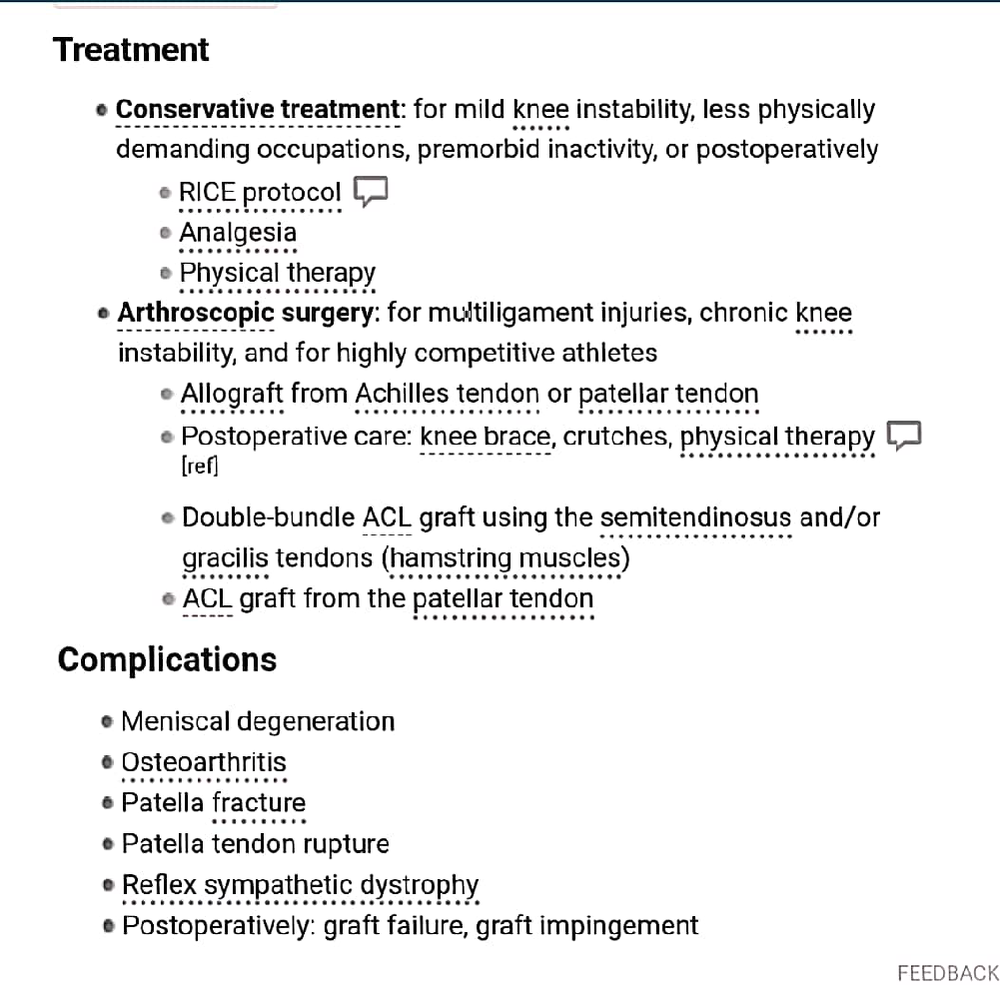 Treatment
Conservative treatment: for mild knee instability, less physically
demanding occupations, premorbid inactivity, or postoperatively
RICE protocol
Analgesia
Physical therapy
Arthroscopic surgery: for multiligament injuries, chronic knee
instability, and for highly competitive athletes
Allograft from Achilles tendon or patellar tendon
Postoperative care: knee brace, crutches, physical therapy
[ref]
Double-bundle ACL graft using the semitendinosus and/or
gracilis tendons (hamstring muscles)
ACL graft from the patellar tendon
Complications
Meniscal degeneration
Osteoarthritis
Patella fracture
Patella tendon rupture
Reflex sympathetic dystrophy
Postoperatively: graft failure, graft impingement
FEEDBACK